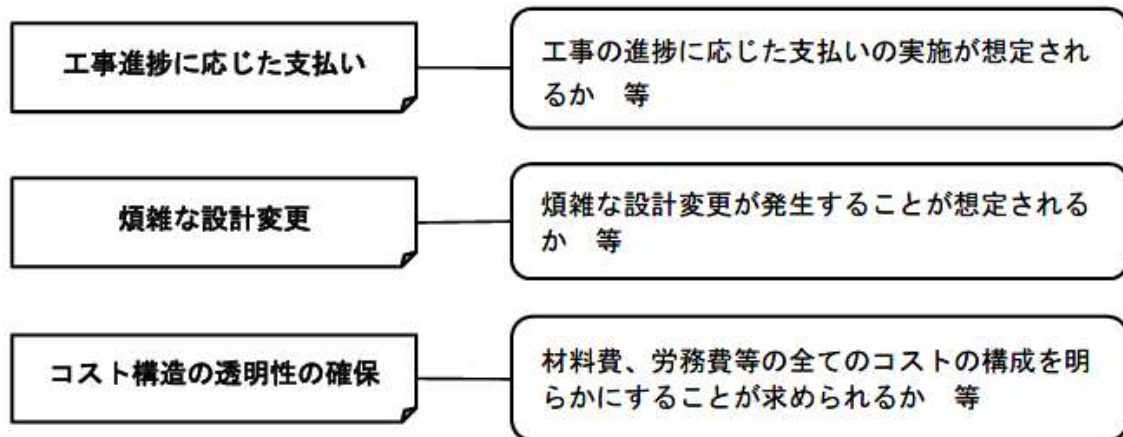 工事進捗に応じた支払い
工事の進捗に応じた支払いの実施が想定され
るか　等
煩雑な設計変更
煩雑な設計変更が発生することが想定される
か　等
コスト構造の透明性の確保
材料費、労務費等の全てのコストの構成を明
らかにすることが求められるか　等